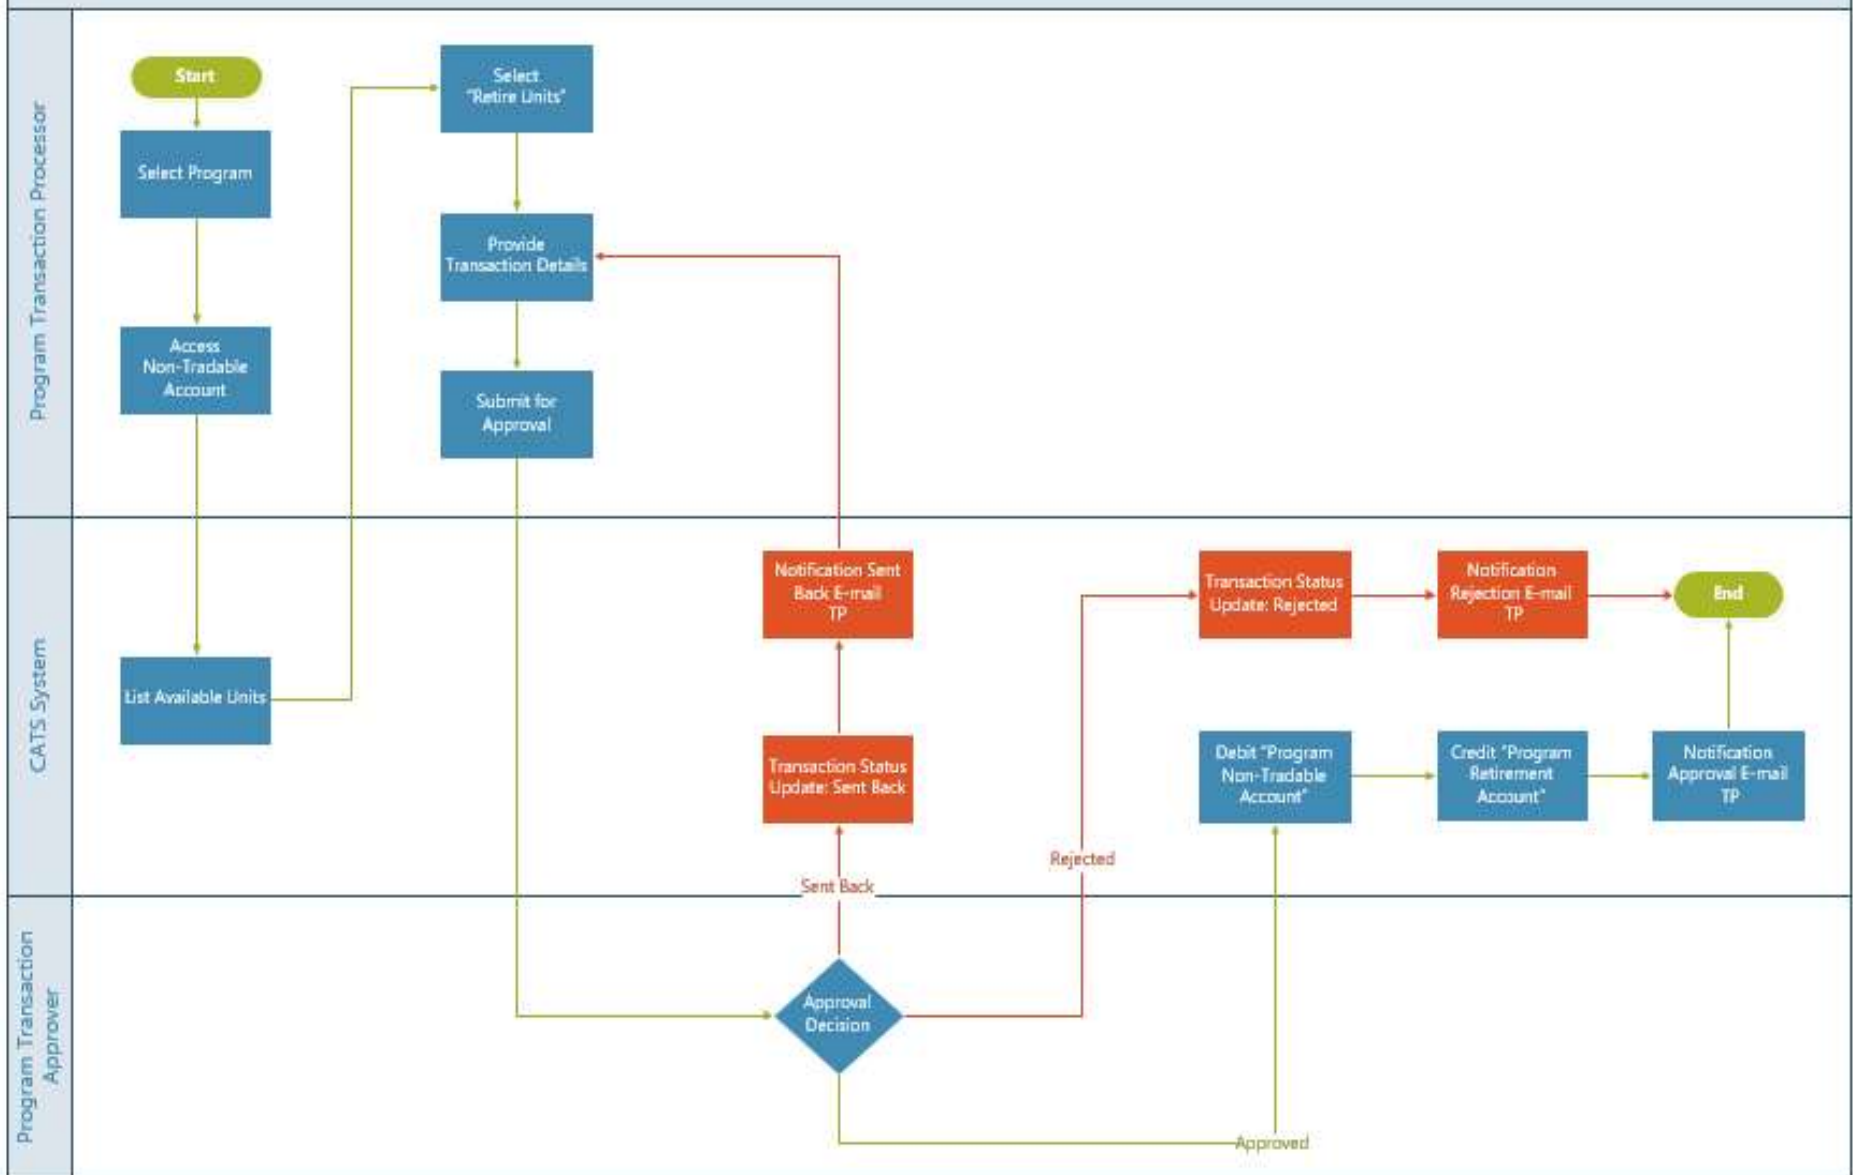 Program Transaction Processor
Start
Select Program
Access
Non-Tradable
Account
Select
"Retire Units"
Provide
Transaction Details
Submit for
Approval
CATS System
List Available Units
Notification Sent
Back E-mail
TP
Transaction Status
Update: Sent Back
Sent Back
Rejected
Transaction Status
Update: Rejected
Notification
Rejection E-mail
TP
End
Debit "Program
Non-Tradable
Account"
Credit "Program
Retirement
Account"
Notification
Approval E-mail
TP
Program Transaction
Approver
Approval
Decision
Approved